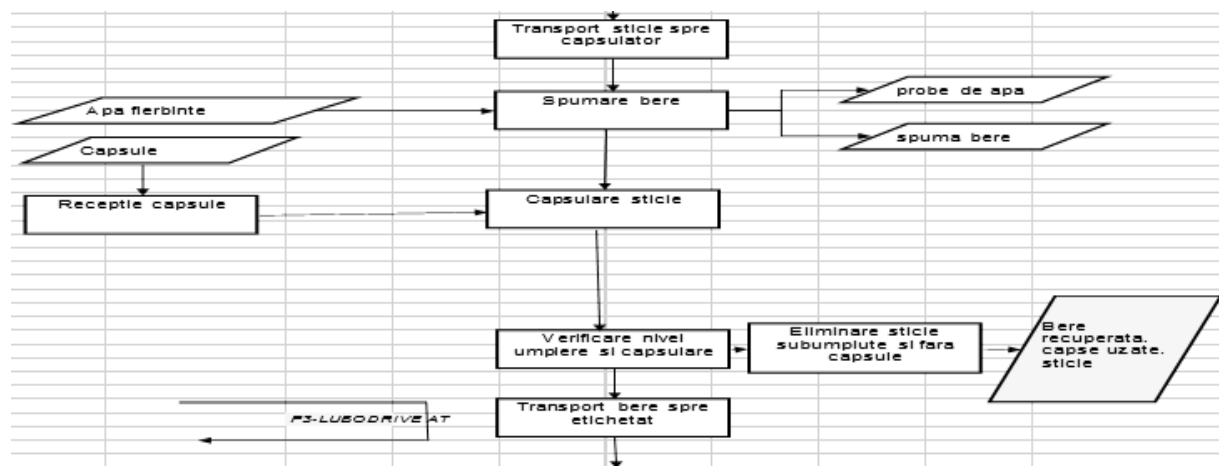 Transport sticle spre
capsulator
Apa fierbinte
Spumare bere
probe de apa
Capsule
spuma bere
Receptie capsule
Capsulare sticle
Verificare nivel
umplere si capsulare
Eliminare sticle
subumplute si fara
capsule
Bere
recuperata.
capse uzate.
sticle
P3-LUBODRIVE AT
Transport bere spre
etichetat